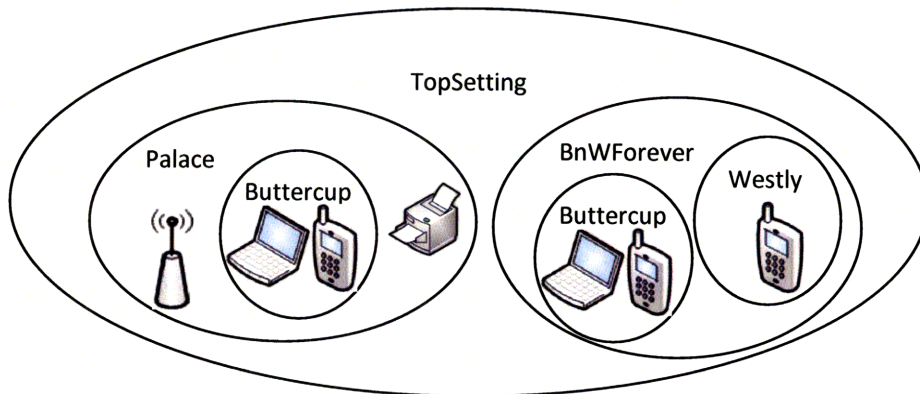 TopSetting
Palace
Buttercup
BnWForever
Westly
Buttercup